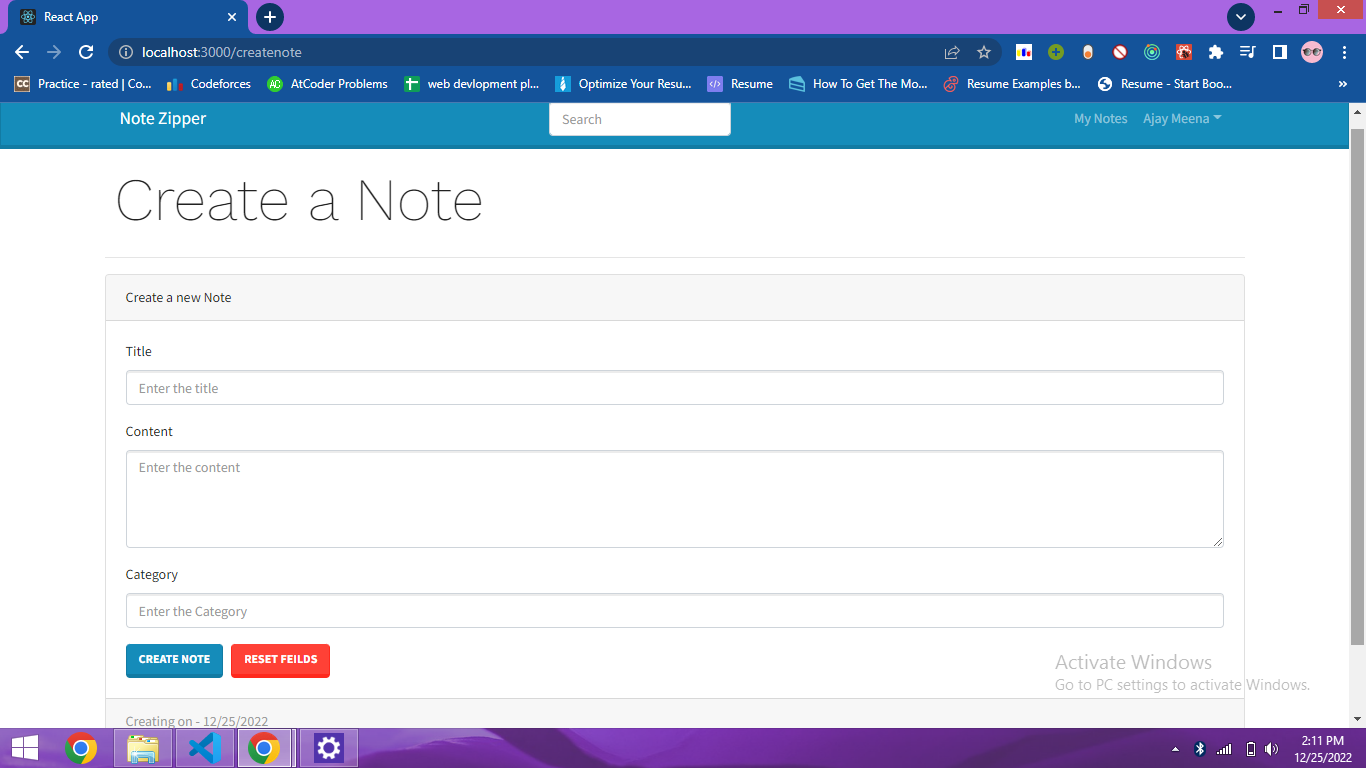 React App
localhost:3000/createnote
CC Practice - rated | Co...
Codeforces
AC AtCoder Problems
web devlopment pl...
Optimize Your Resu...
</> Resume
How To Get The Mo...
Resume Examples b...
Resume - Start Boo...
»
Note Zipper
Search
My Notes
Ajay Meena
Create a Note
Create a new Note
Title
Enter the title
Content
Enter the content
Category
Enter the Category
CREATE NOTE
RESET FEILDS
Activate Windows
Go to PC settings to activate Windows.
Creating on - 12/25/2022
2:11 PM
12/25/2022